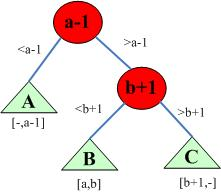 a-1
<a-1
>a-1
A
b+1
[-,a-1]
<b+1
>b+1
B
C
[a,b]
[b+1,-]